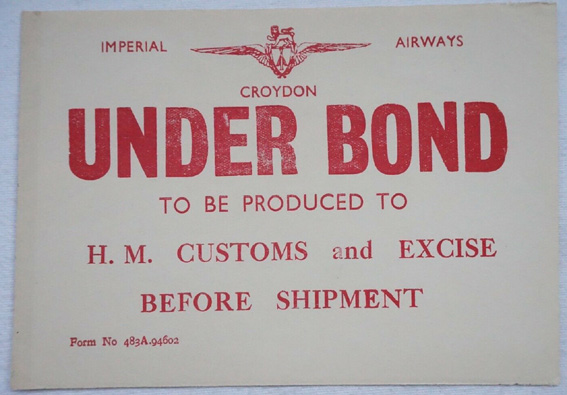 IMPERIAL AIRWAYS
CROYDON
UNDER BOND
TO BE PRODUCED TO
H. M. CUSTOMS and EXCISE
BEFORE SHIPMENT
Form No 483A.94602